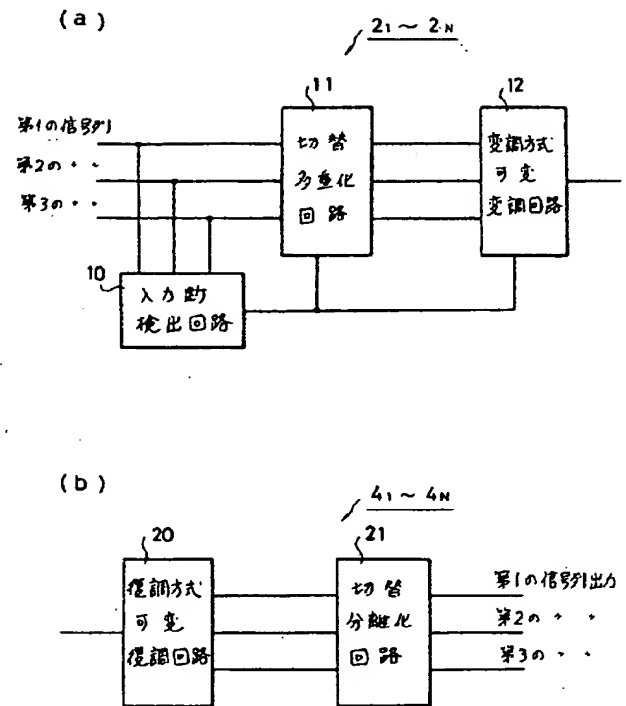 (a)
2₁～2N
11
12
第1の信号列
第2の〃〃
第3の〃〃
切替
多重化
回路
変調方式
可変
変調回路
10
入力断
検出回路
(b)
4₁～4N
20
21
復調方式
可変
復調回路
切替
分離化
回路
第1の信号列出力
第2の〃〃
第3の〃〃